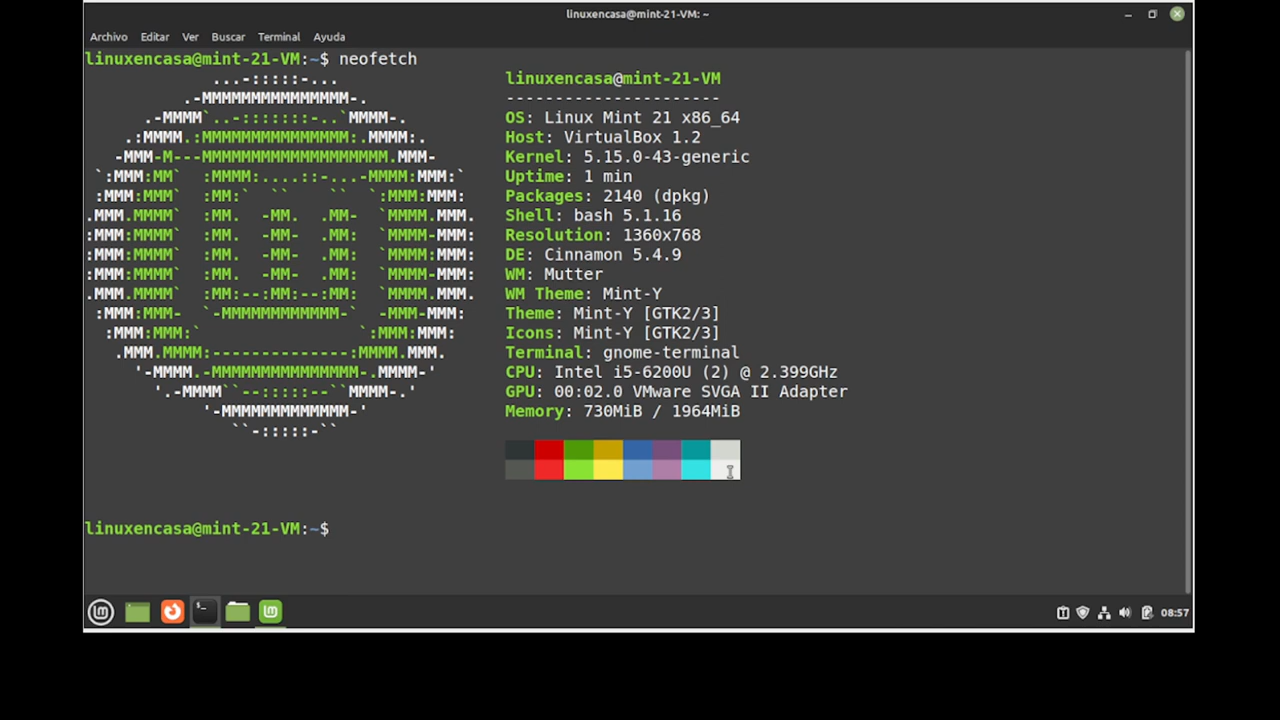 linuxencasa@mint-21-VM: ~
Archivo Editar Ver Buscar Terminal Ayuda
linuxencasa@mint-21-VM:~$ neofetch
linuxencasa@mint-21-VM
----------------------
OS: Linux Mint 21 x86_64
Host: VirtualBox 1.2
Kernel: 5.15.0-43-generic
Uptime: 1 min
Packages: 2140 (dpkg)
Shell: bash 5.1.16
Resolution: 1360x768
DE: Cinnamon 5.4.9
WM: Mutter
WM Theme: Mint-Y
Theme: Mint-Y [GTK2/3]
Icons: Mint-Y [GTK2/3]
Terminal: gnome-terminal
CPU: Intel i5-6200U (2) @ 2.399GHz
GPU: 00:02.0 VMware SVGA II Adapter
Memory: 730MiB / 1964MiB
linuxencasa@mint-21-VM:~$
08:57